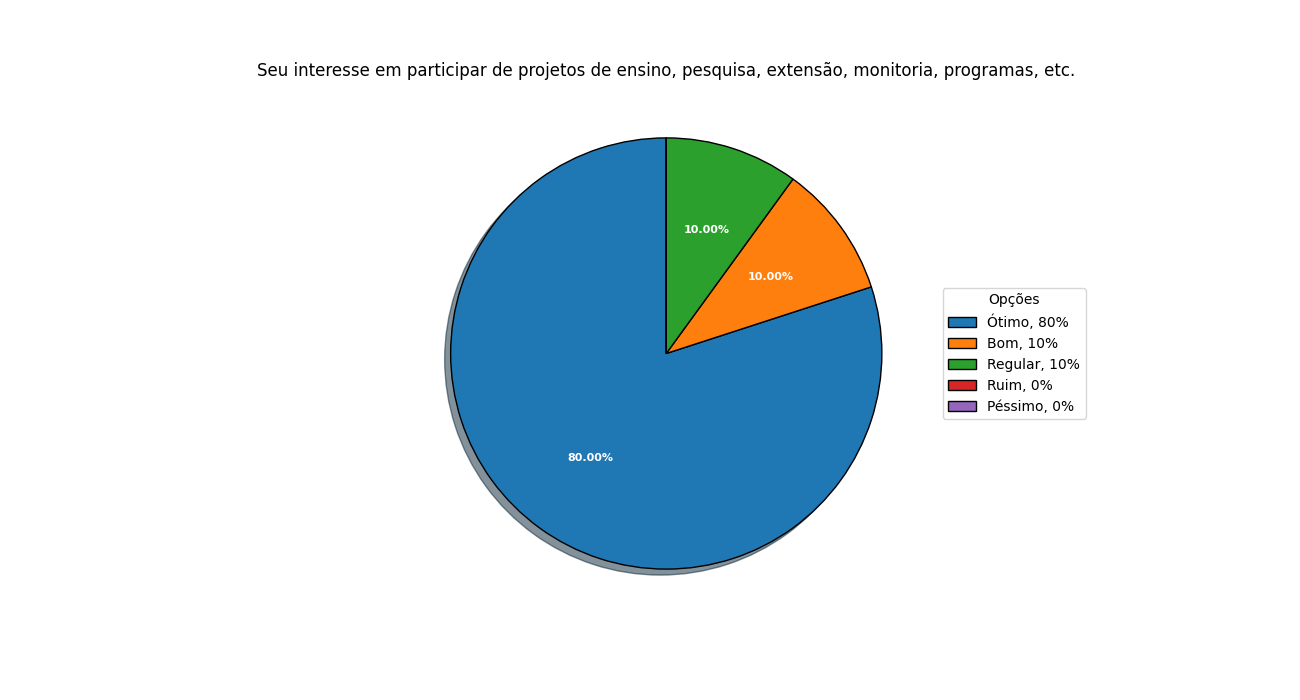 Seu interesse em participar de projetos de ensino, pesquisa, extensão, monitoria, programas, etc.
10.00%
10.00%
80.00%
Opções
Ótimo, 80%
Bom, 10%
Regular, 10%
Ruim, 0%
Péssimo, 0%